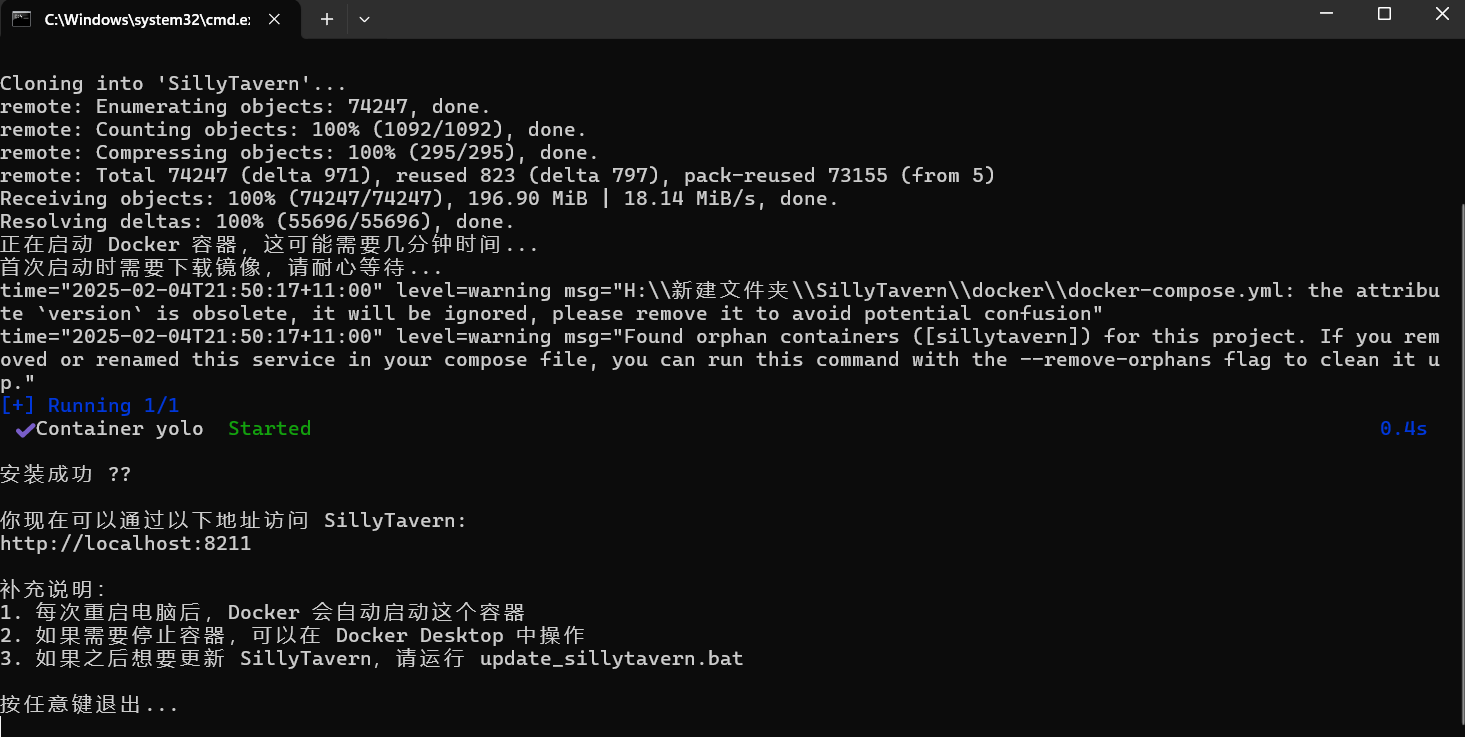 C:\Windows\system32\cmd.e
Cloning into 'SillyTavern'...
remote: Enumerating objects: 74247, done.
remote: Counting objects: 100% (1092/1092), done.
remote: Compressing objects: 100% (295/295), done.
remote: Total 74247 (delta 971), reused 823 (delta 797), pack-reused 73155 (from 5)
Receiving objects: 100% (74247/74247), 196.90 MiB | 18.14 MiB/s, done.
Resolving deltas: 100% (55696/55696), done.
正在启动 Docker 容器，这可能需要几分钟时间...
首次启动时需要下载镜像，请耐心等待...
time="2025-02-04T21:50:17+11:00" level=warning msg="H:\\新建文件夹\\SillyTavern\\docker\\docker-compose.yml: the attribu
te `version` is obsolete, it will be ignored, please remove it to avoid potential confusion"
time="2025-02-04T21:50:17+11:00" level=warning msg="Found orphan containers ([sillytavern]) for this project. If you rem
oved or renamed this service in your compose file, you can run this command with the --remove-orphans flag to clean it u
p."
[+] Running 1/1
✔Container yolo  Started 0.4s
安装成功 ??
你现在可以通过以下地址访问 SillyTavern:
http://localhost:8211
补充说明:
1. 每次重启电脑后，Docker 会自动启动这个容器
2. 如果需要停止容器，可以在 Docker Desktop 中操作
3. 如果之后想要更新 SillyTavern，请运行 update_sillytavern.bat
按任意键退出...